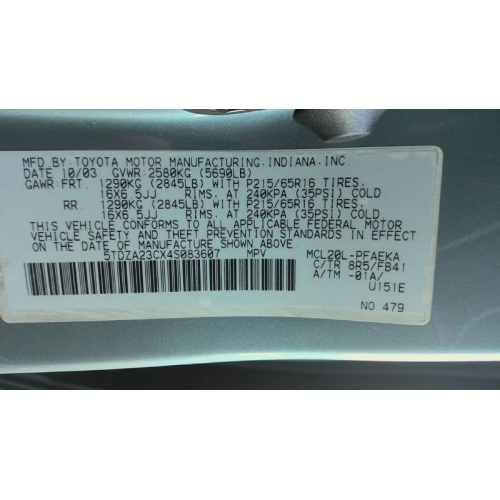 MFD.BY:TOYOTA MOTOR MANUFACTURING.INDIANA,INC.
DATE 10/03 GVWR:2580KG(5690LB)
GAWR:FRT. 1290KG (2845LB) WITH P215/65R16 TIRES,
16X6.5JJ RIMS, AT 240KPA (35PSI) COLD
RR 1290KG (2845LB) WITH P215/65R16 TIRES,
16X6.5JJ RIMS, AT 240KPA (35PSI) COLD
THIS VEHICLE CONFORMS TO ALL APPLICABLE FEDERAL MOTOR
VEHICLE SAFETY AND THEFT PREVENTION STANDARDS IN EFFECT
ON THE DATE OF MANUFACTURE SHOWN ABOVE.
5TDZA23CX4S083607 MPV MCL20L-PFAEKA
C/TR 8R5/FB41
A/TM -01A/
U151E
NO 479